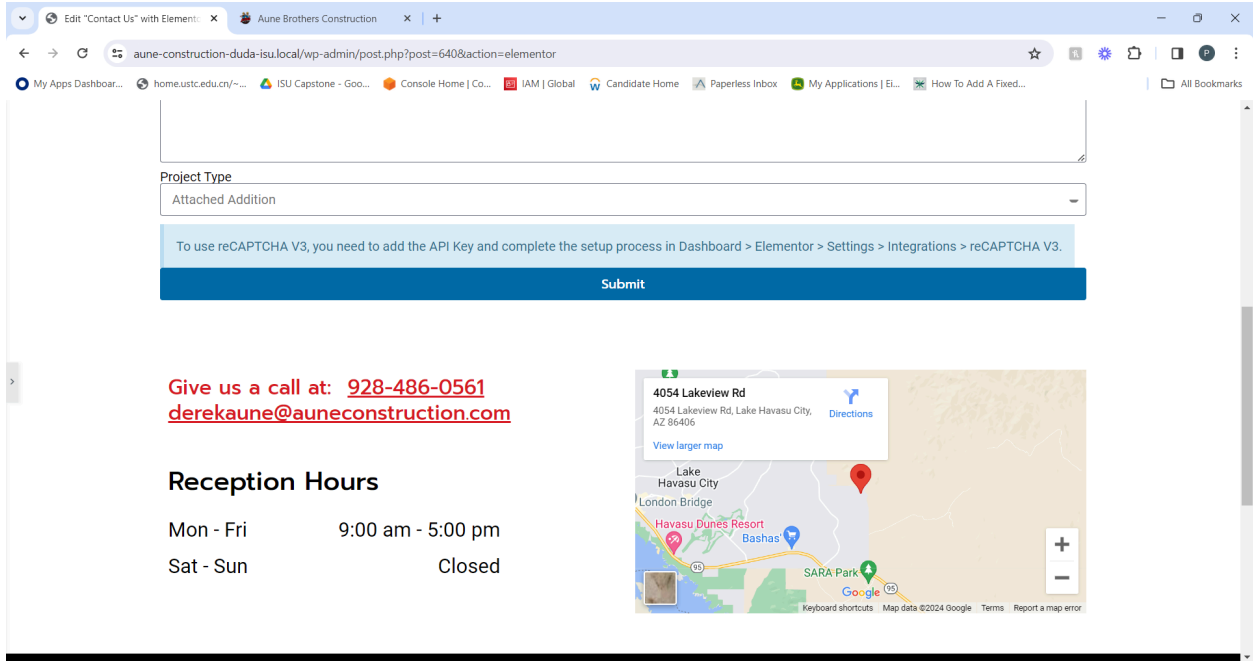 Edit "Contact Us" with Elemento
Aune Brothers Construction
aune-construction-duda-isu.local/wp-admin/post.php?post=640&action=elementor
P
My Apps Dashboar...
home.ustc.edu.cn/~...
ISU Capstone - Goo...
Console Home | Co...
IAM | Global
Candidate Home
Paperless Inbox
My Applications | Ei...
How To Add A Fixed...
All Bookmarks
Project Type
Attached Addition
To use reCAPTCHA V3, you need to add the API Key and complete the setup process in Dashboard > Elementor > Settings > Integrations > reCAPTCHA V3.
Submit
Give us a call at: 928-486-0561
derekaune@auneconstruction.com
Reception Hours
Mon - Fri 9:00 am - 5:00 pm
Sat - Sun Closed
4054 Lakeview Rd
4054 Lakeview Rd, Lake Havasu City,
AZ 86406
Directions
View larger map
Lake
Havasu City
London Bridge
Havasu Dunes Resort
Bashas'
95
SARA Park
Google
95
Keyboard shortcuts Map data ©2024 Google Terms Report a map error